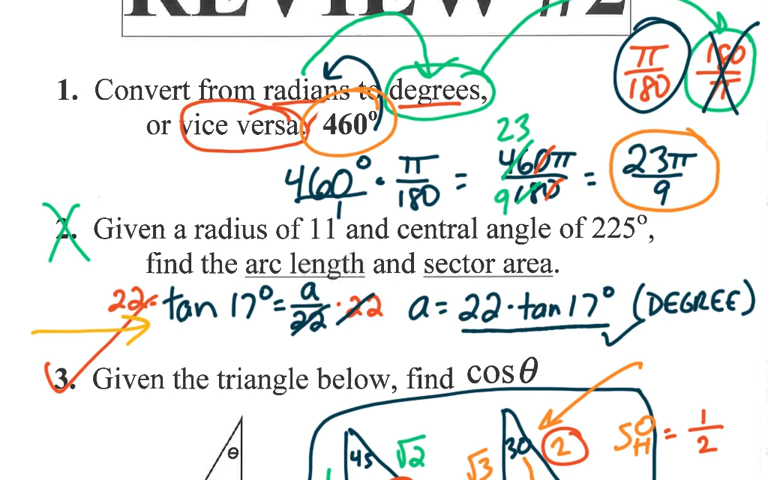 REVIEW #2
1. Convert from radians to degrees,
or vice versa, 460°
π/180 180/π
460°/1 · π/180 = 460π/180 = 23π/9
23
9
2. Given a radius of 11 and central angle of 225°,
find the arc length and sector area.
22· tan 17° = a/22 · 22 a = 22 · tan 17° (DEGREE)
3. Given the triangle below, find cos θ
θ 45 √2 √3 30 2 S O/H = 1/2
1